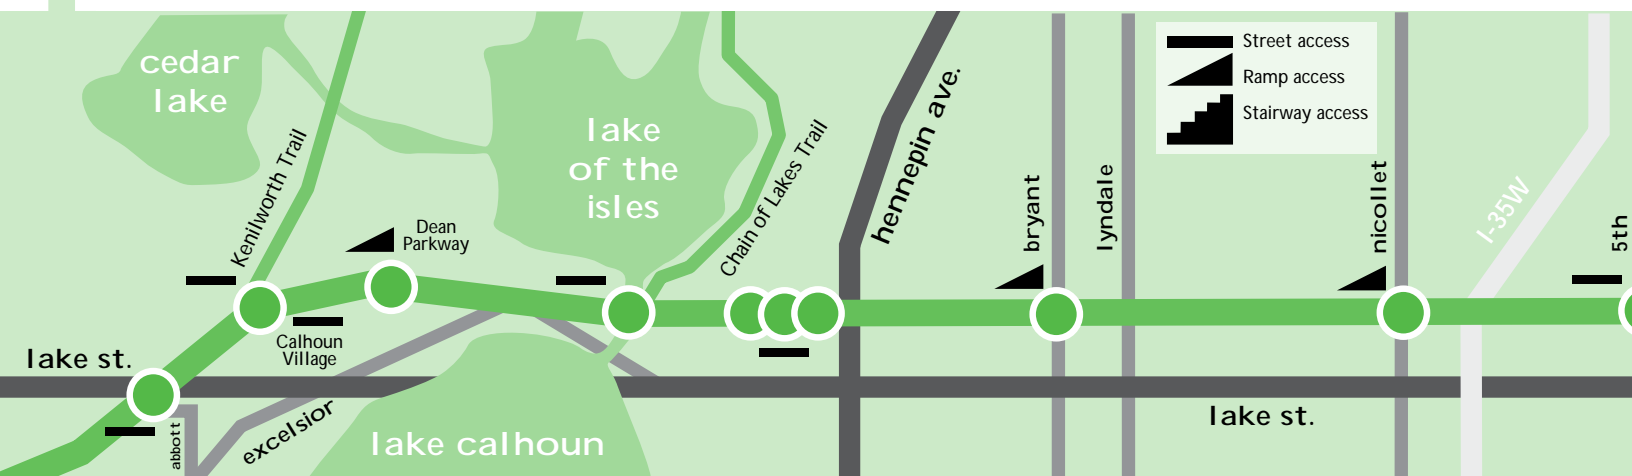 cedar
lake
Kenilworth Trail
Dean
Parkway
lake
of the
isles
Chain of Lakes Trail
hennepin ave.
bryant
lyndale
Street access
Ramp access
Stairway access
nicollet
I-35W
5th
Calhoun
Village
lake st.
abbott
excelsior
lake calhoun
lake st.